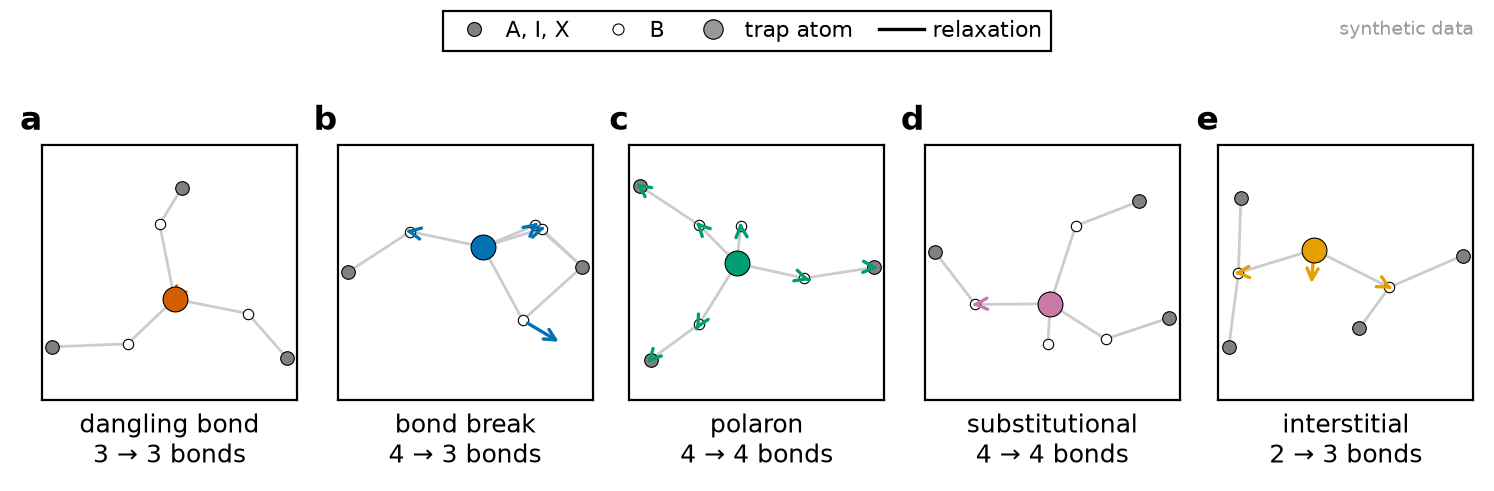 A, I, X B trap atom relaxation
synthetic data
a b c d e
dangling bond
3 → 3 bonds
bond break
4 → 3 bonds
polaron
4 → 4 bonds
substitutional
4 → 4 bonds
interstitial
2 → 3 bonds